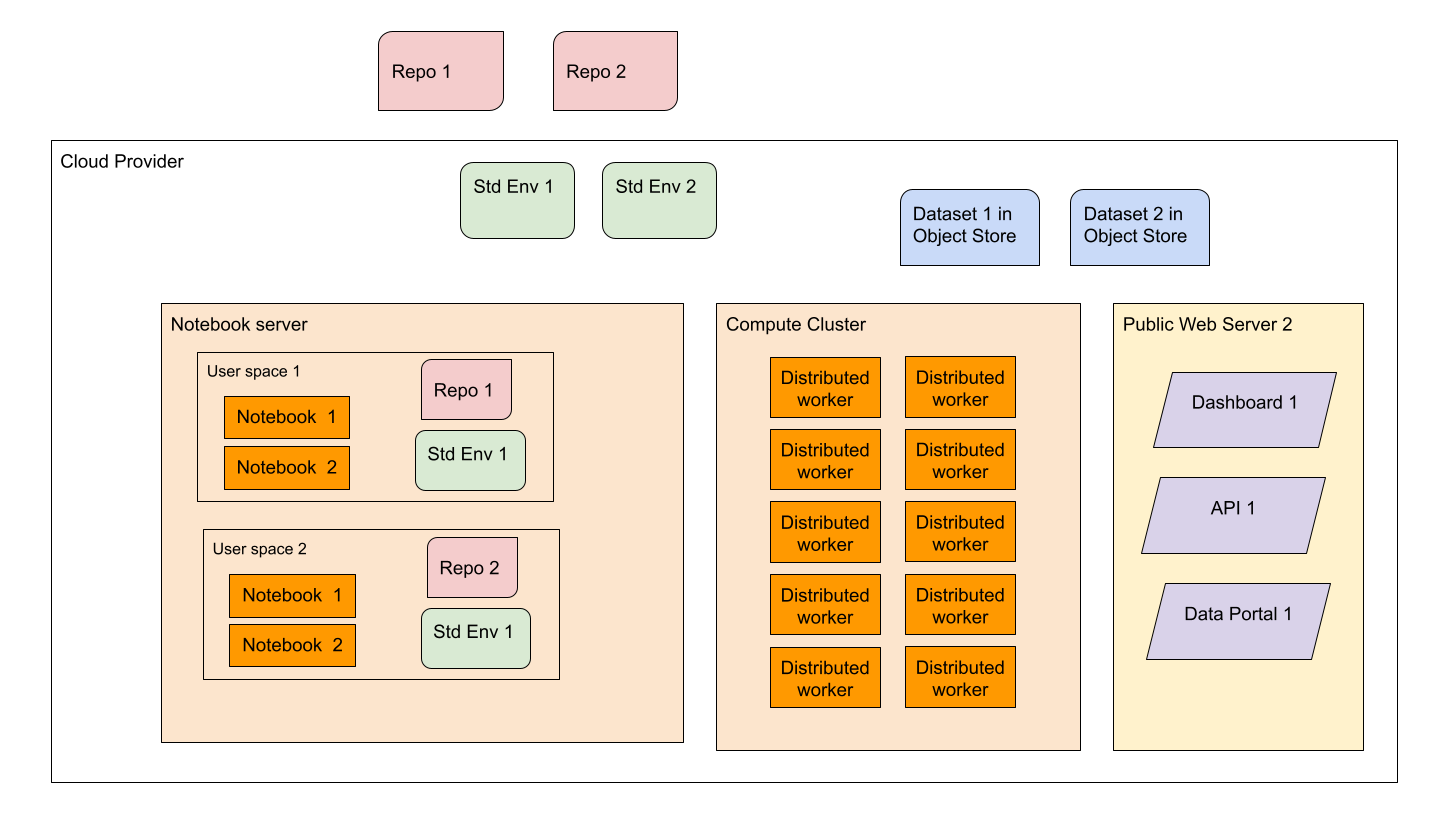 Repo 1
Repo 2
Cloud Provider
Std Env 1
Std Env 2
Dataset 1 in
Object Store
Dataset 2 in
Object Store
Notebook server
User space 1
Notebook  1
Notebook  2
Repo 1
Std Env 1
User space 2
Notebook  1
Notebook  2
Repo 2
Std Env 1
Compute Cluster
Distributed
worker
Distributed
worker
Distributed
worker
Distributed
worker
Distributed
worker
Distributed
worker
Distributed
worker
Distributed
worker
Distributed
worker
Distributed
worker
Public Web Server 2
Dashboard 1
API 1
Data Portal 1